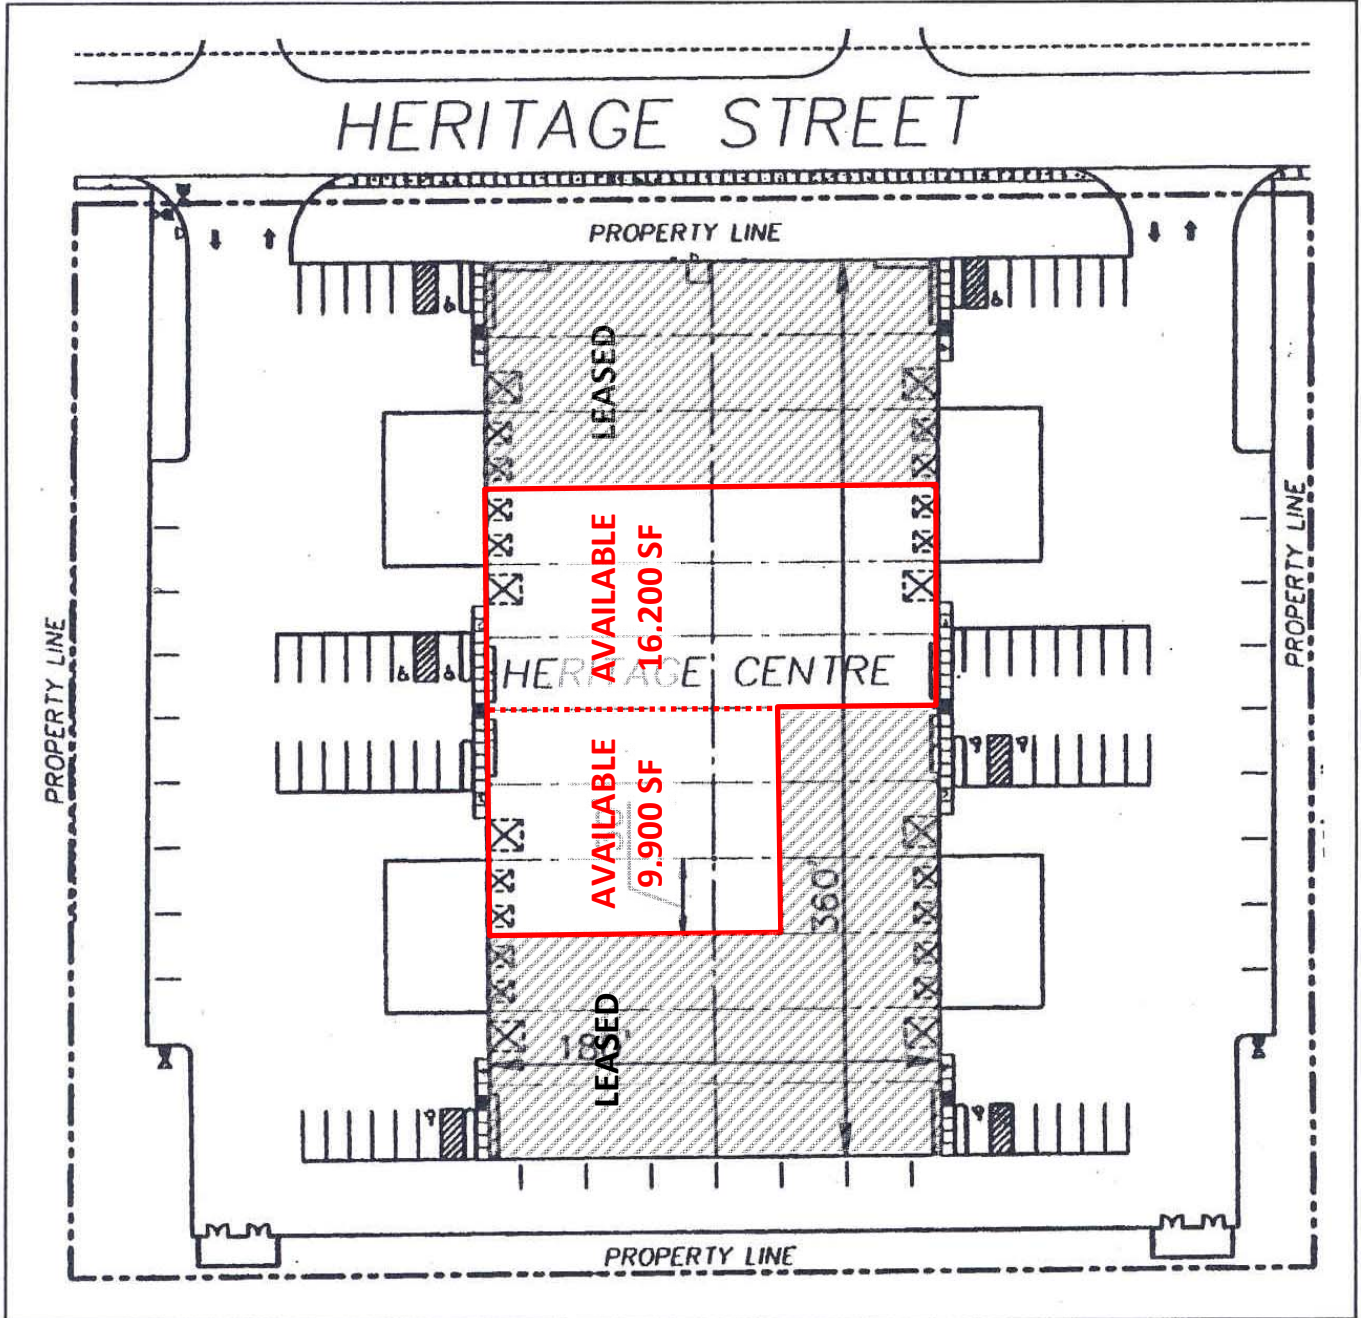 HERITAGE STREET
PROPERTY LINE
LEASED
AVAILABLE
16.200 SF
HERITAGE CENTRE
PROPERTY LINE
PROPERTY LINE
AVAILABLE
9.900 SF
360'
LEASED
PROPERTY LINE